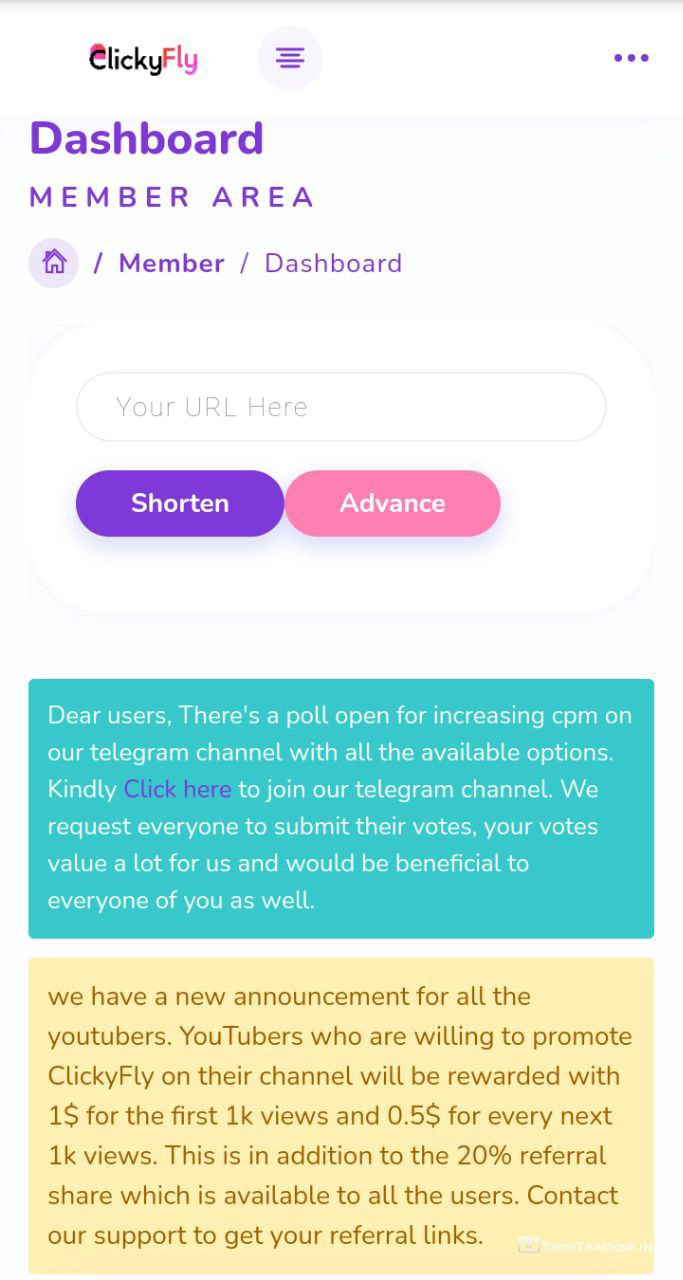 ClickyFly
Dashboard
MEMBER AREA
/ Member / Dashboard
Your URL Here
Shorten Advance
Dear users, There's a poll open for increasing cpm on
our telegram channel with all the available options.
Kindly Click here to join our telegram channel. We
request everyone to submit their votes, your votes
value a lot for us and would be beneficial to
everyone of you as well.
we have a new announcement for all the
youtubers. YouTubers who are willing to promote
ClickyFly on their channel will be rewarded with
1$ for the first 1k views and 0.5$ for every next
1k views. This is in addition to the 20% referral
share which is available to all the users. Contact
our support to get your referral links.
TECHTRACKER.IN